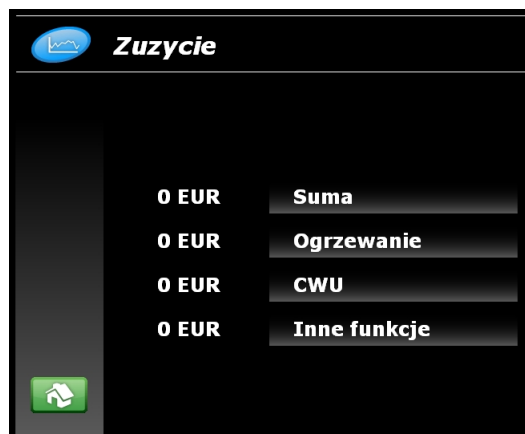 Zuzycie
0 EUR Suma
0 EUR Ogrzewanie
0 EUR CWU
0 EUR Inne funkcje